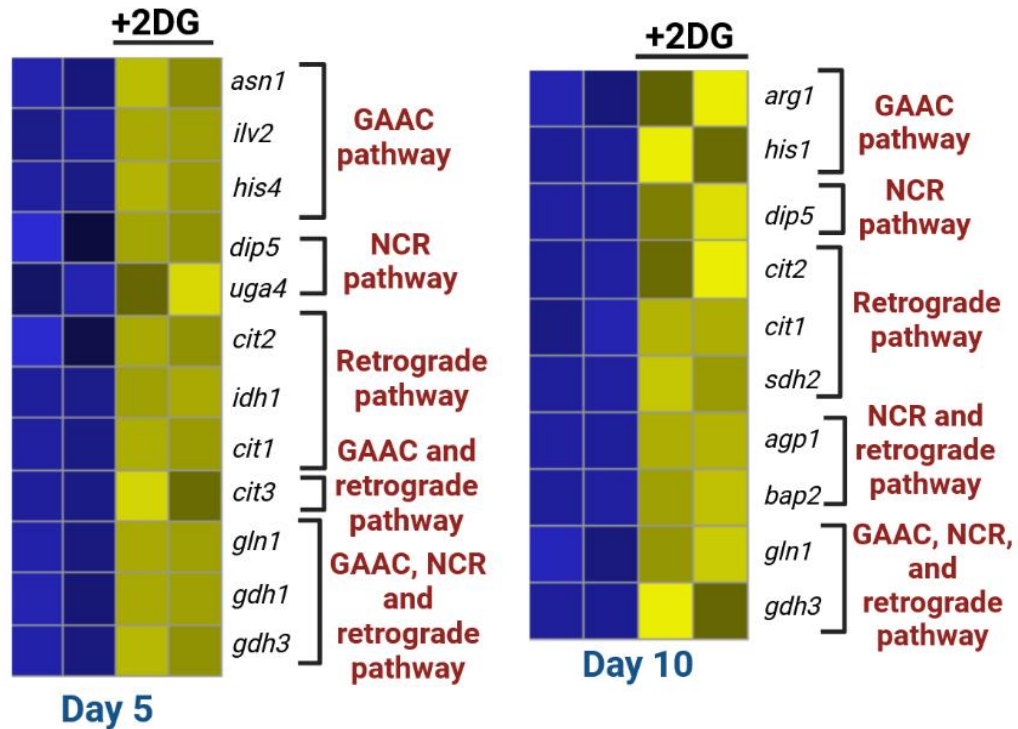 +2DG
asn1
ilv2
his4
GAAC
pathway
dip5
uga4
NCR
pathway
cit2
idh1
cit1
Retrograde
pathway
cit3
GAAC and
retrograde
pathway
gln1
gdh1
gdh3
GAAC, NCR
and
retrograde
pathway
Day 5
+2DG
arg1
his1
GAAC
pathway
dip5
NCR
pathway
cit2
cit1
sdh2
Retrograde
pathway
agp1
bap2
NCR and
retrograde
pathway
gln1
gdh3
GAAC, NCR,
and
retrograde
pathway
Day 10